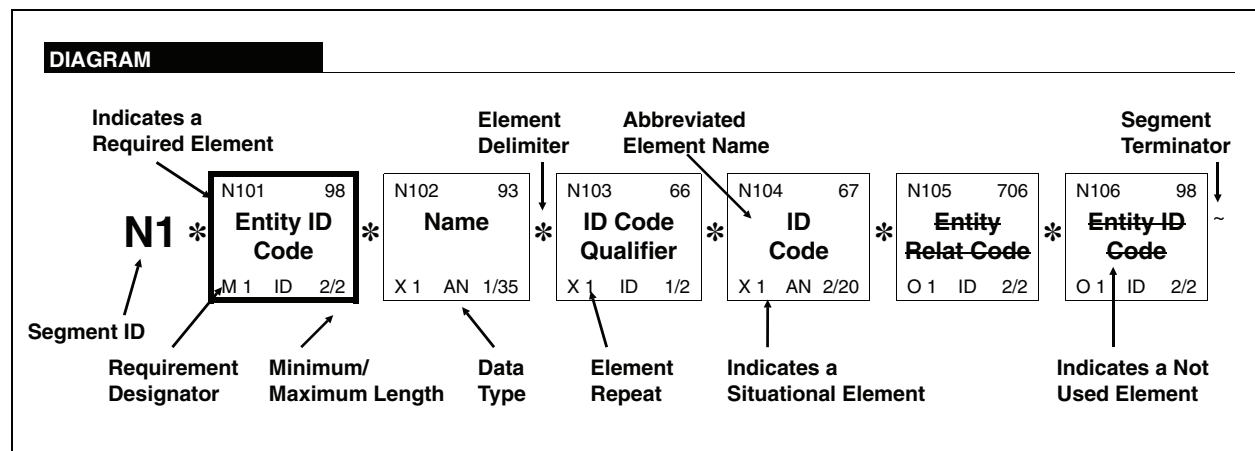 DIAGRAM
Indicates a
Required Element
Element
Delimiter
Abbreviated
Element Name
Segment
Terminator
N1 *
N101 98
Entity ID
Code
M 1 ID 2/2
*
N102 93
Name
X 1 AN 1/35
*
N103 66
ID Code
Qualifier
X 1 ID 1/2
*
N104 67
ID
Code
X 1 AN 2/20
*
N105 706
Entity
Relat Code
O 1 ID 2/2
*
N106 98
Entity ID
Code
O 1 ID 2/2
~
Segment ID
Requirement
Designator
Minimum/
Maximum Length
Data
Type
Element
Repeat
Indicates a
Situational Element
Indicates a Not
Used Element